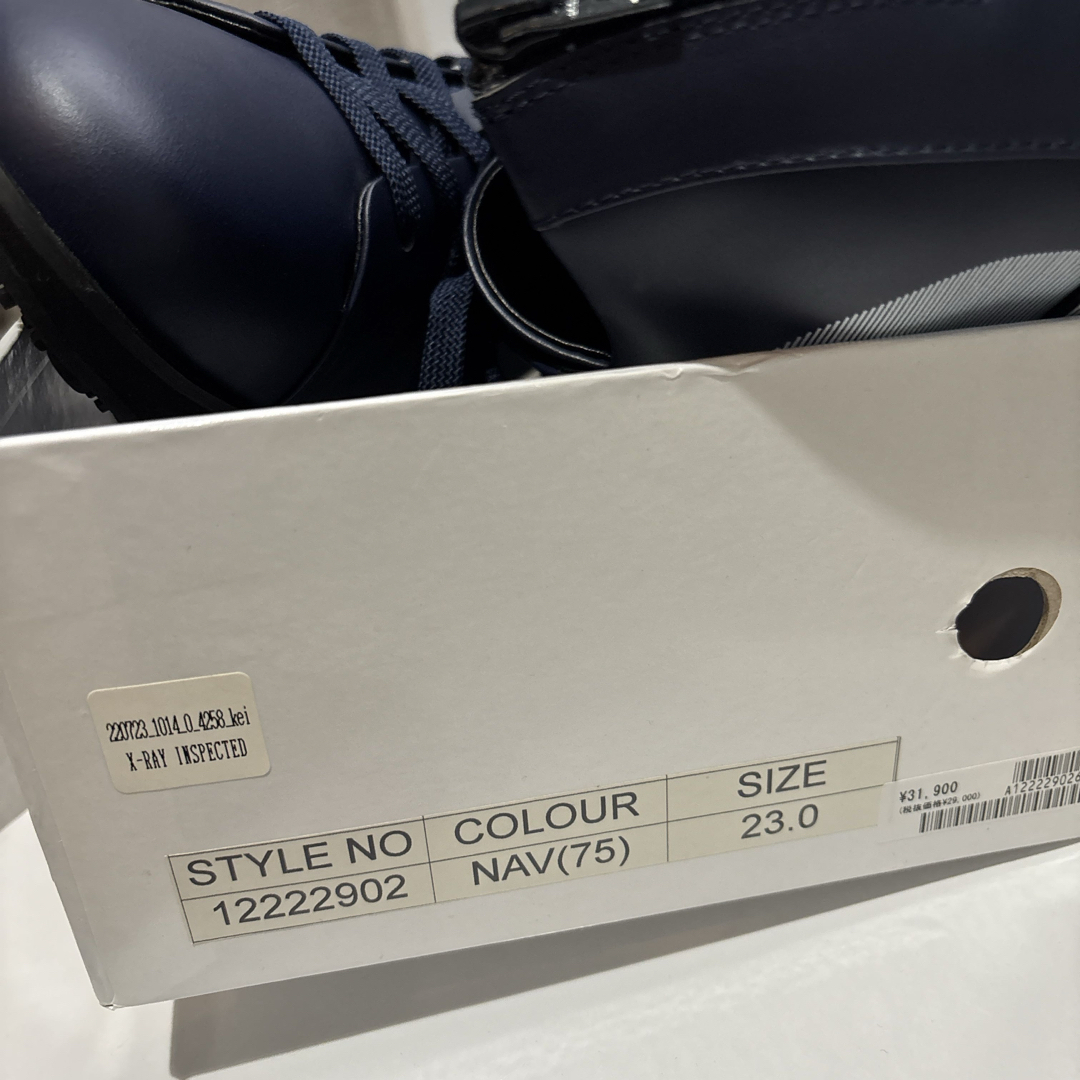 220723_1014_0_4258_kei
X-RAY INSPECTED
STYLE NO COLOUR SIZE
12222902 NAV(75) 23.0
¥31,900
(税抜価格¥29,000)